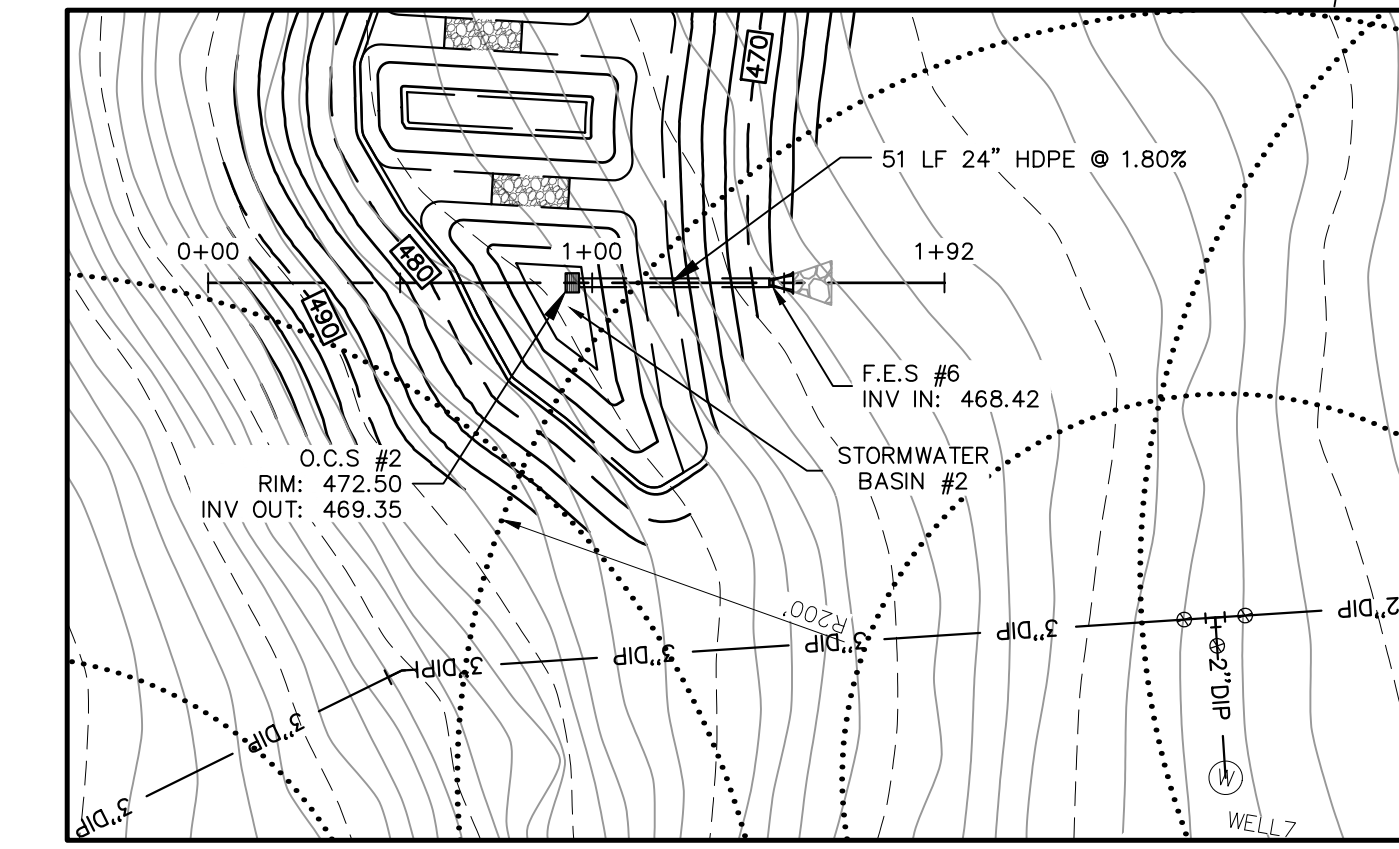 470
51 LF 24" HDPE @ 1.80%
0+00
1+00
1+92
480
490
F.E.S #6
INV IN: 468.42
STORMWATER
BASIN #2
O.C.S #2
RIM: 472.50
INV OUT: 469.35
R200'
3"DIP
3"DIP
3"DIP
3"DIP
3"DIP
3"DIP
2"DIP
2"DIP
W
WELL7